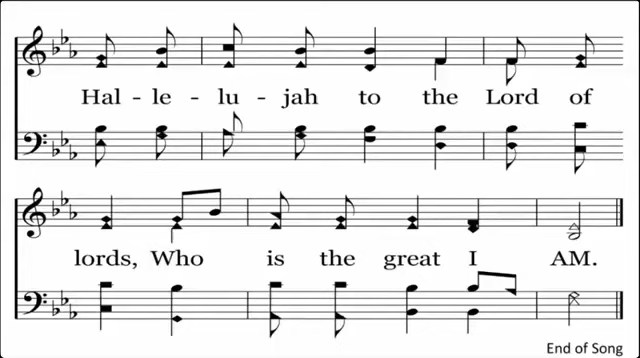 Hal - le - lu - jah to the Lord of
lords, Who is the great I AM.
End of Song